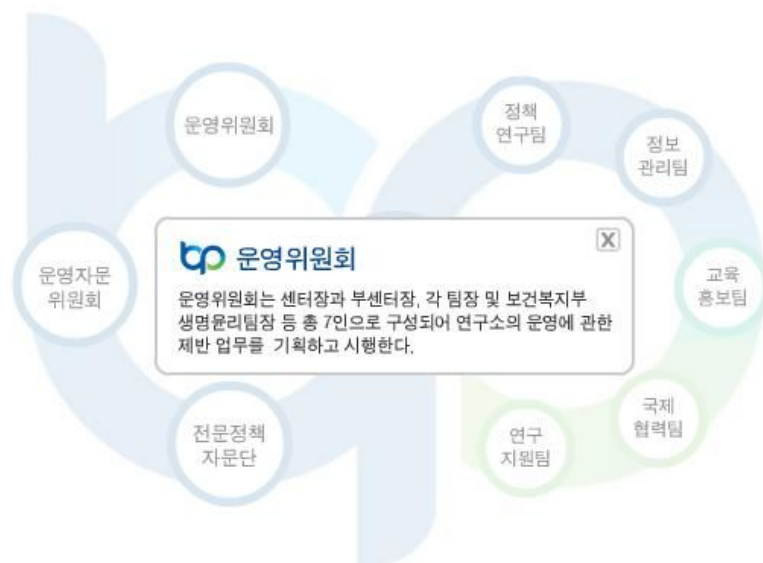 운영위원회
정책
연구팀
정보
관리팀
운영자문
위원회
bp 운영위원회
X
운영위원회는 센터장과 부센터장, 각 팀장 및 보건복지부
생명윤리팀장 등 총 7인으로 구성되어 연구소의 운영에 관한
제반 업무를 기획하고 시행한다.
교육
홍보팀
전문정책
자문단
연구
지원팀
국제
협력팀